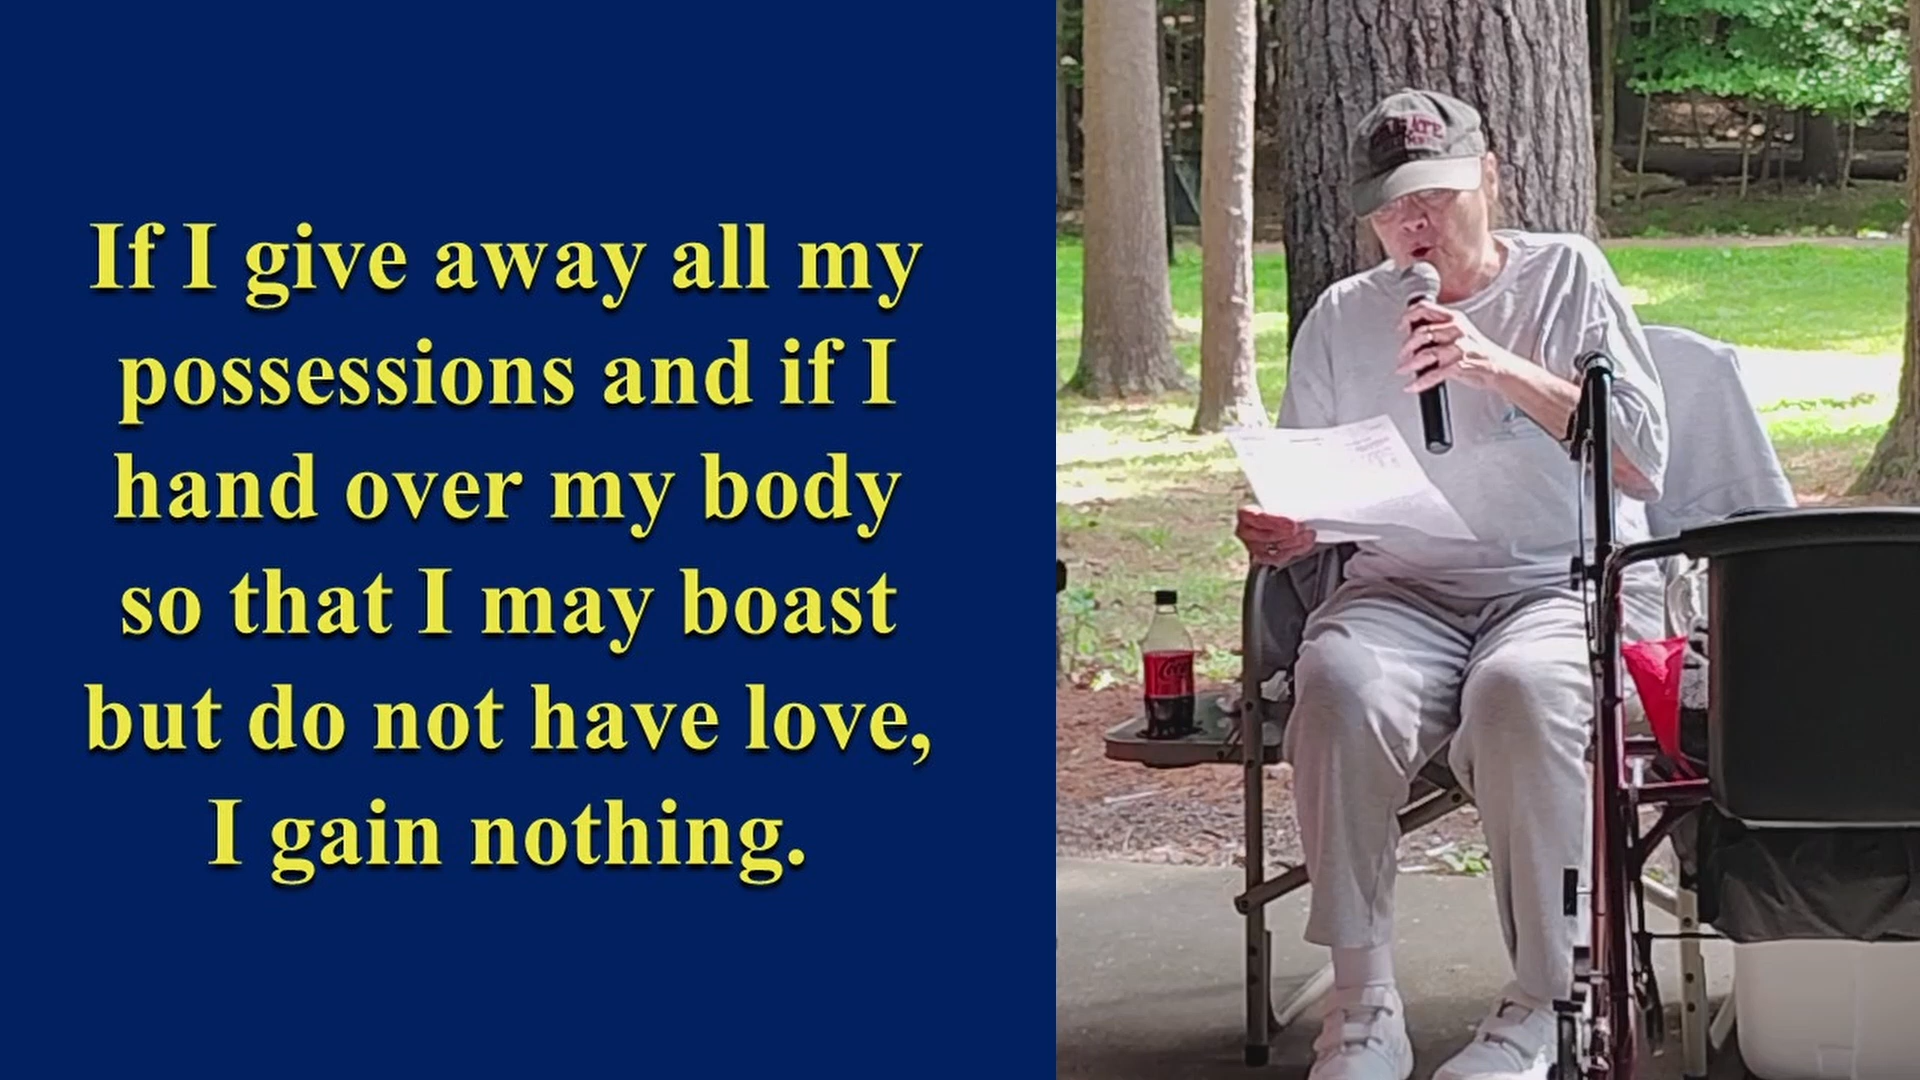 If I give away all my
possessions and if I
hand over my body
so that I may boast
but do not have love,
I gain nothing.